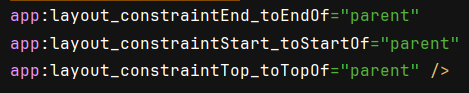 app:layout_constraintEnd_toEndOf="parent"
app:layout_constraintStart_toStartOf="parent"
app:layout_constraintTop_toTopOf="parent" />